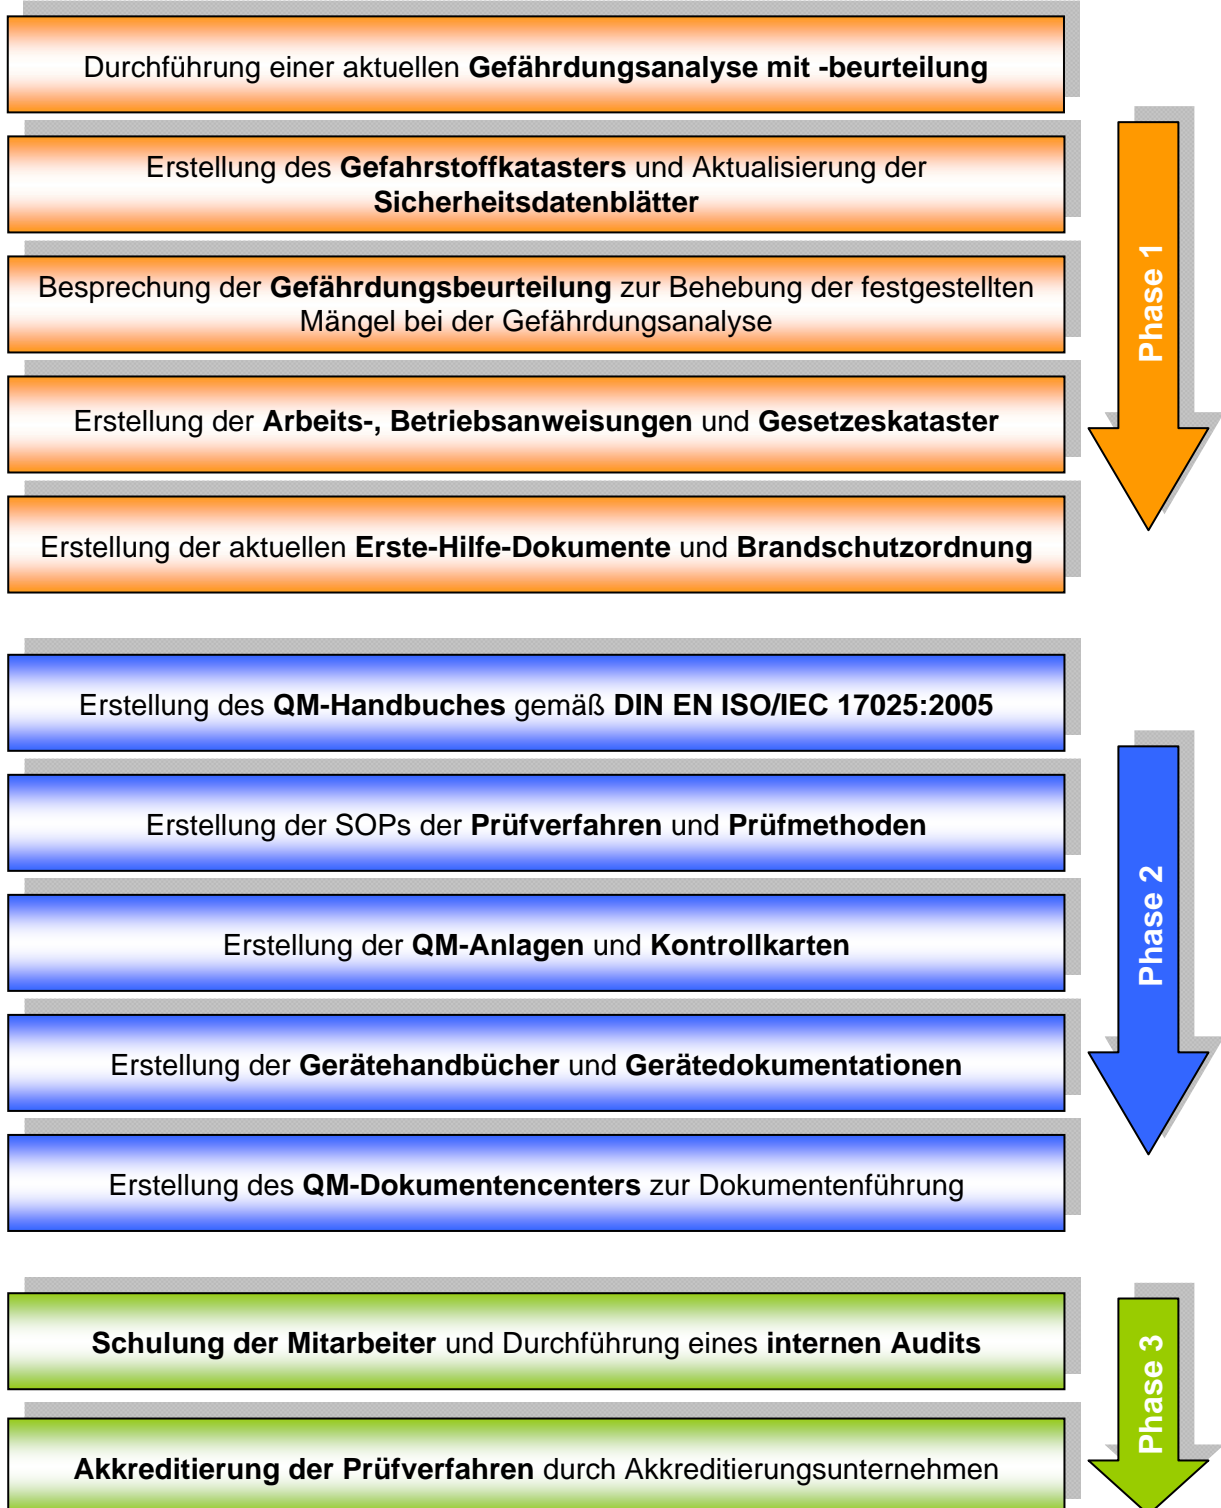 Durchführung einer aktuellen Gefährdungsanalyse mit -beurteilung
Erstellung des Gefahrstoffkatasters und Aktualisierung der
Sicherheitsdatenblätter
Besprechung der Gefährdungsbeurteilung zur Behebung der festgestellten
Mängel bei der Gefährdungsanalyse
Erstellung der Arbeits-, Betriebsanweisungen und Gesetzeskataster
Erstellung der aktuellen Erste-Hilfe-Dokumente und Brandschutzordnung
Phase 1
Erstellung des QM-Handbuches gemäß DIN EN ISO/IEC 17025:2005
Erstellung der SOPs der Prüfverfahren und Prüfmethoden
Erstellung der QM-Anlagen und Kontrollkarten
Erstellung der Gerätehandbücher und Gerätedokumentationen
Erstellung des QM-Dokumentencenters zur Dokumentenführung
Phase 2
Schulung der Mitarbeiter und Durchführung eines internen Audits
Akkreditierung der Prüfverfahren durch Akkreditierungsunternehmen
Phase 3